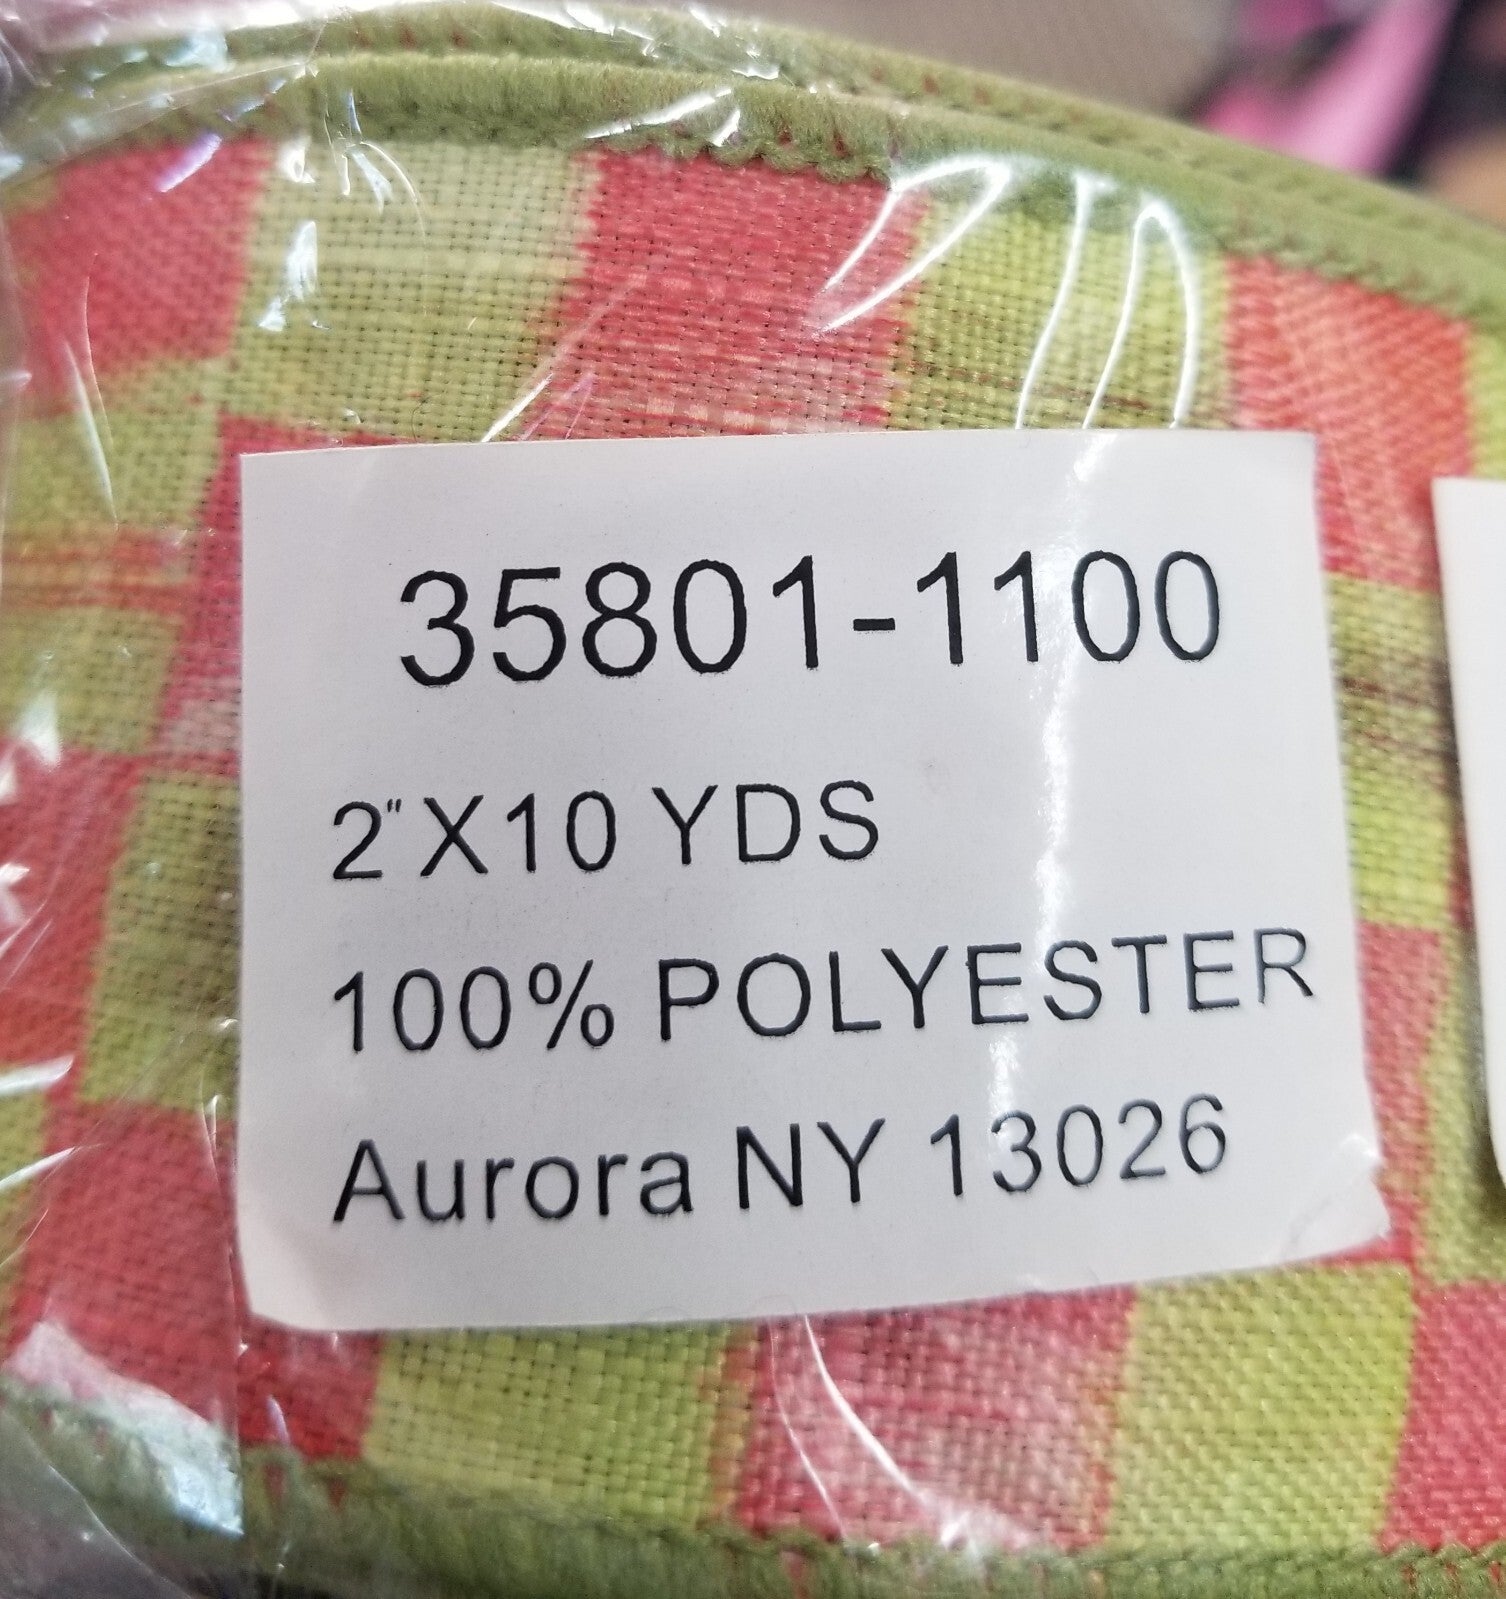 35801-1100
2"X10 YDS
100% POLYESTER
Aurora NY 13026